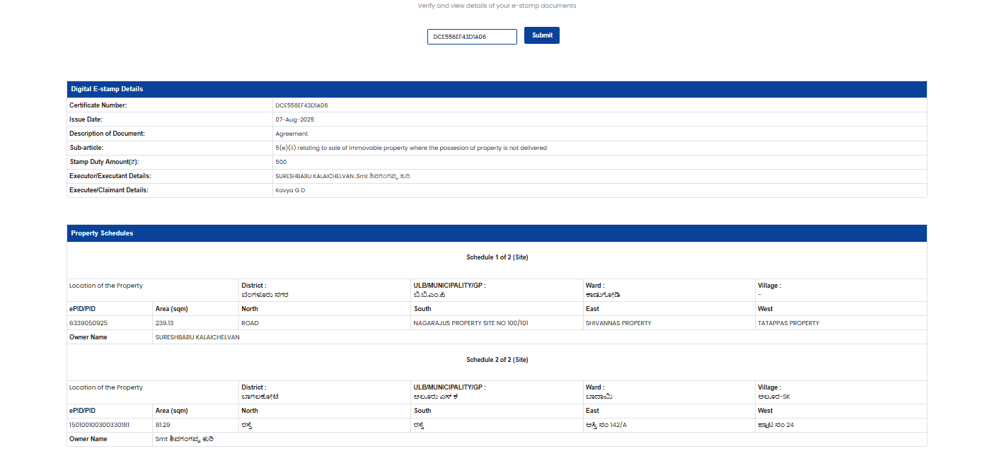 Verify and view details of your e-stamp documents
DCE556EF43D1A06 Submit
Digital E-stamp Details
Certificate Number: DCE556EF43D1A06
Issue Date: 07-Aug-2025
Description of Document: Agreement
Sub-article: 5(e)(ii) relating to sale of immovable property where the possesion of property is not delivered
Stamp Duty Amount(₹): 500
Executor/Executant Details: SURESHBABU KALAICHELVAN ,Smt ಶಿವಗಂಗವ್ವ ಕುರಿ
Executee/Claimant Details: Kavya G D
Property Schedules
Schedule 1 of 2 (Site)
Location of the Property District : ULB/MUNICIPALITY/GP : Ward : Village :
ಬೆಂಗಳೂರು ನಗರ ಬಿ.ಬಿ.ಎಂ.ಪಿ ಕಾಡುಗೋಡಿ -
ePID/PID Area (sqm) North South East West
6339050925 239.13 ROAD NAGARAJUS PROPERTY SITE NO 100/101 SHIVANNAS PROPERTY TATAPPAS PROPERTY
Owner Name SURESHBABU KALAICHELVAN
Schedule 2 of 2 (Site)
Location of the Property District : ULB/MUNICIPALITY/GP : Ward : Village :
ಬಾಗಲಕೋಟೆ ಆಲೂರು ಎಸ್ ಕೆ ಬಾದಾಮಿ ಆಲೂರ-SK
ePID/PID Area (sqm) North South East West
150100100300330181 81.29 ರಸ್ತೆ ರಸ್ತೆ ಆಸ್ತಿ ನಂ 142/A ಪ್ಲಾಟ ನಂ 24
Owner Name Smt ಶಿವಗಂಗವ್ವ ಕುರಿ